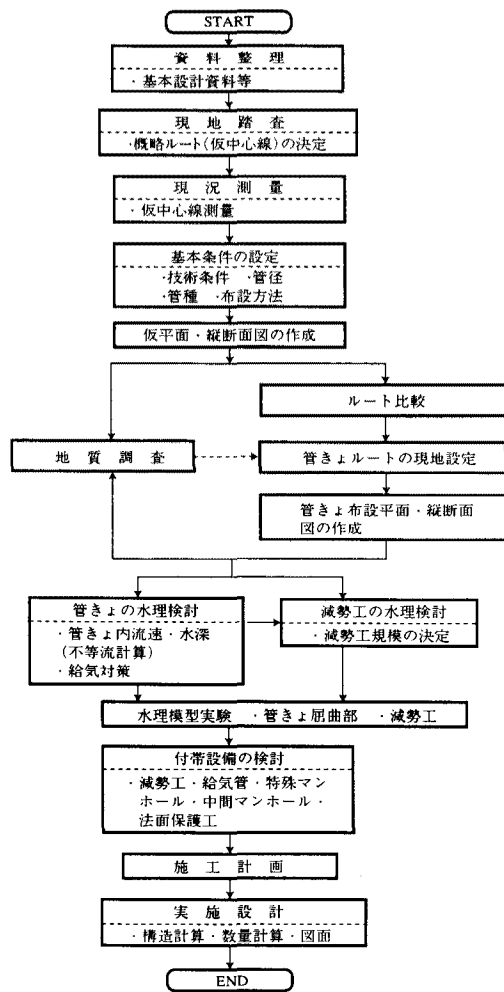 START
資料整理
・基本設計資料等
現地踏査
・概略ルート(仮中心線)の決定
現況測量
・仮中心線測量
基本条件の設定
・技術条件 ・管径
・管種 ・布設方法
仮平面・縦断面図の作成
ルート比較
地質調査
管きょルートの現地設定
管きょ布設平面・縦断面
図の作成
管きょの水理検討
・管きょ内流速・水深
(不等流計算)
・給気対策
減勢工の水理検討
・減勢工規模の決定
水理模型実験 ・管きょ屈曲部 ・減勢工
付帯設備の検討
・減勢工・給気管・特殊マン
ホール・中間マンホール・
法面保護工
施工計画
実施設計
・構造計算・数量計算・図面
END